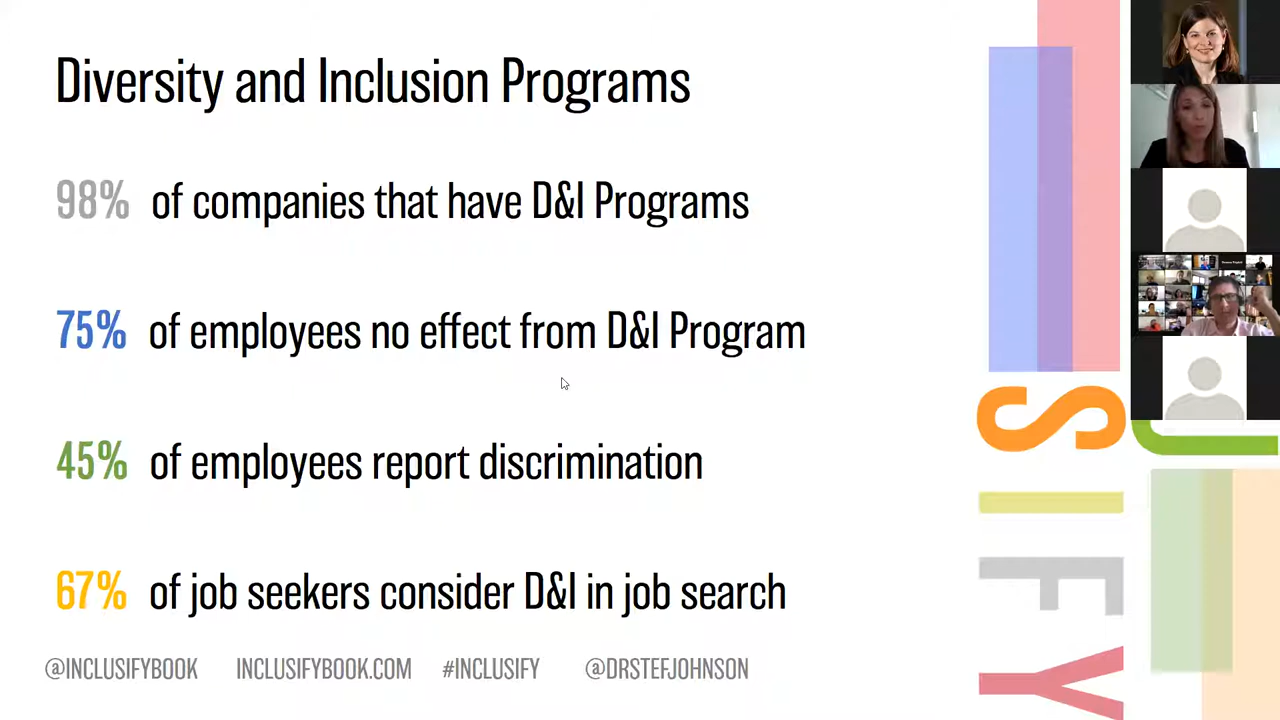 Diversity and Inclusion Programs
98% of companies that have D&I Programs
75% of employees no effect from D&I Program
45% of employees report discrimination
67% of job seekers consider D&I in job search
@INCLUSIFYBOOK INCLUSIFYBOOK.COM #INCLUSIFY @DRSTEFJOHNSON
SIFY